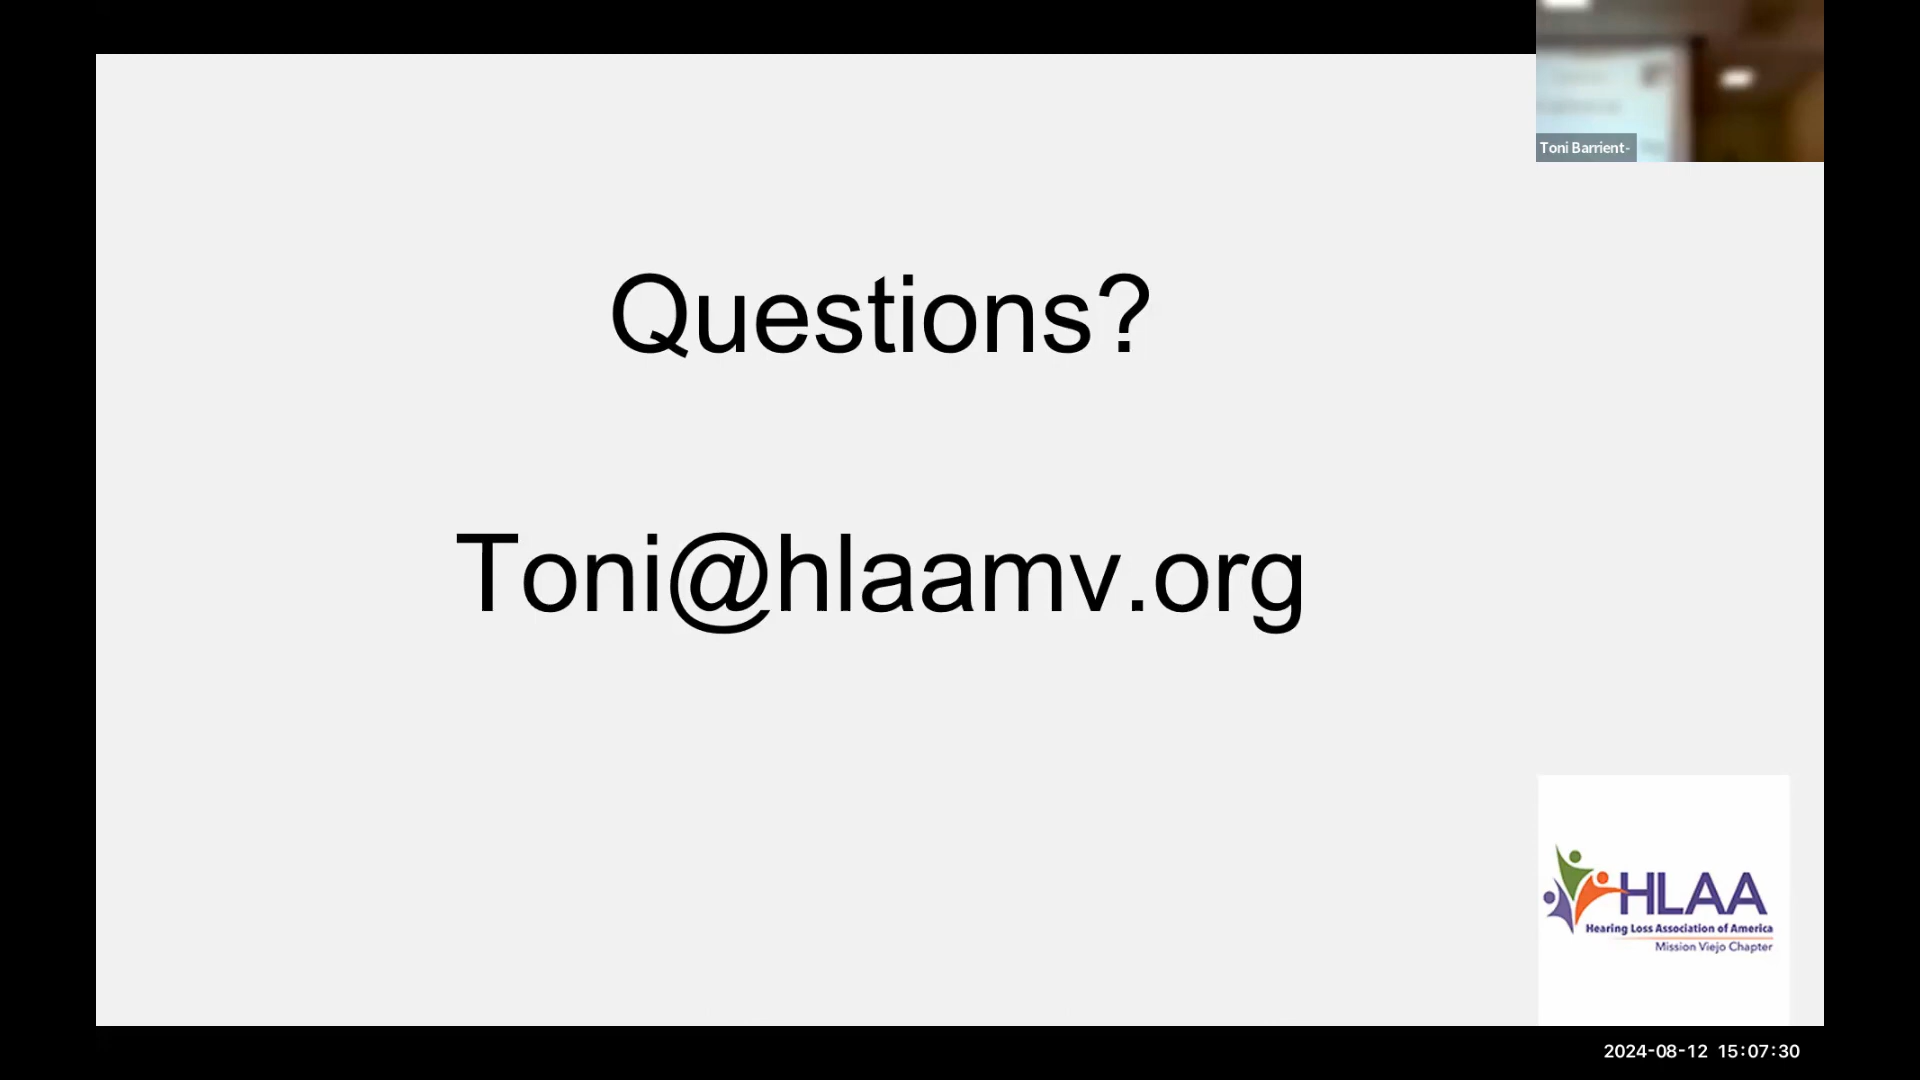 Toni Barrient-
Questions?
Toni@hlaamv.org
HLAA
Hearing Loss Association of America
Mission Viejo Chapter
2024-08-12 15:07:30